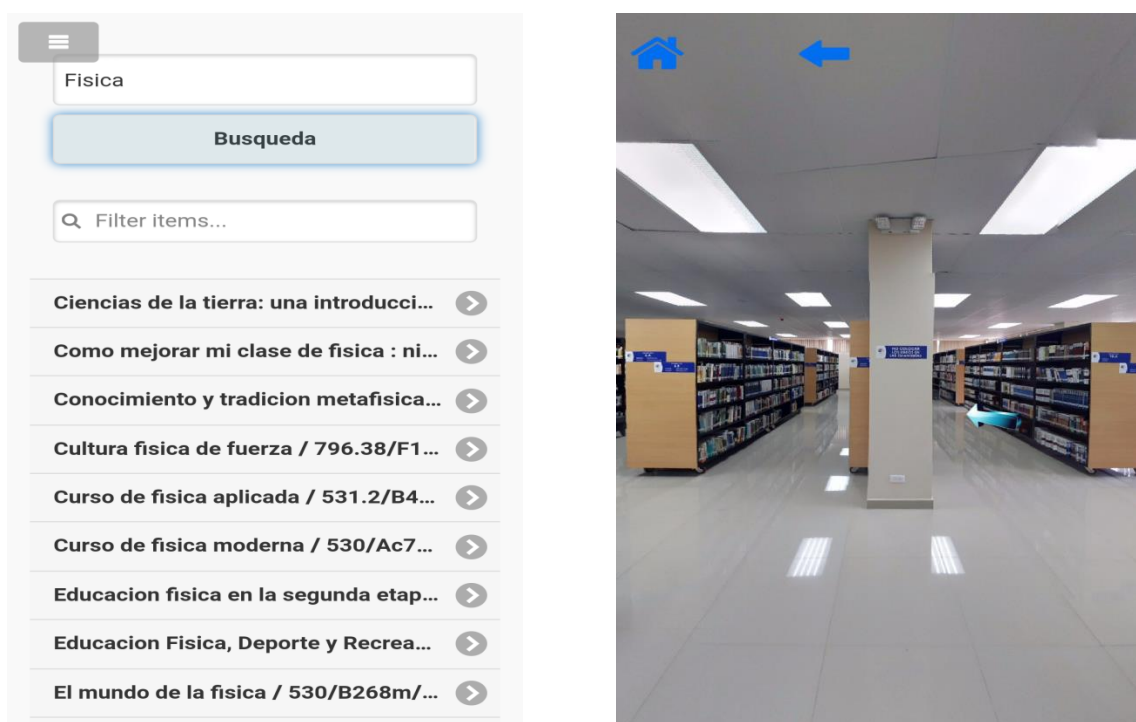 Fisica
Busqueda
Filter items...
Ciencias de la tierra: una introducci...
Como mejorar mi clase de fisica : ni...
Conocimiento y tradicion metafisica...
Cultura fisica de fuerza / 796.38/F1...
Curso de fisica aplicada / 531.2/B4...
Curso de fisica moderna / 530/Ac7...
Educacion fisica en la segunda etap...
Educacion Fisica, Deporte y Recrea...
El mundo de la fisica / 530/B268m/...